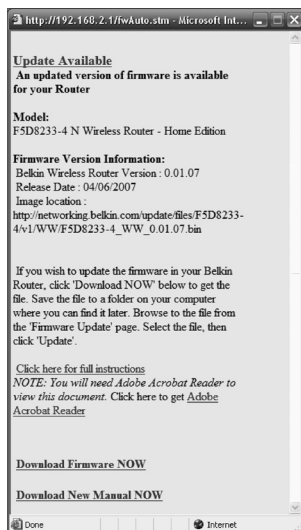 http://192.168.2.1/fwAuto.stm - Microsoft Int...
Update Available
An updated version of firmware is available
for your Router
Model:
F5D8233-4 N Wireless Router - Home Edition
Firmware Version Information:
Belkin Wireless Router Version : 0.01.07
Release Date : 04/06/2007
Image location :
http://networking.belkin.com/update/files/F5D8233-
4/v1/WW/F5D8233-4_WW_0.01.07.bin
If you wish to update the firmware in your Belkin
Router, click 'Download NOW' below to get the
file. Save the file to a folder on your computer
where you can find it later. Browse to the file from
the 'Firmware Update' page. Select the file, then
click 'Update'.
Click here for full instructions
NOTE: You will need Adobe Acrobat Reader to
view this document. Click here to get Adobe
Acrobat Reader
Download Firmware NOW
Download New Manual NOW
Done
Internet